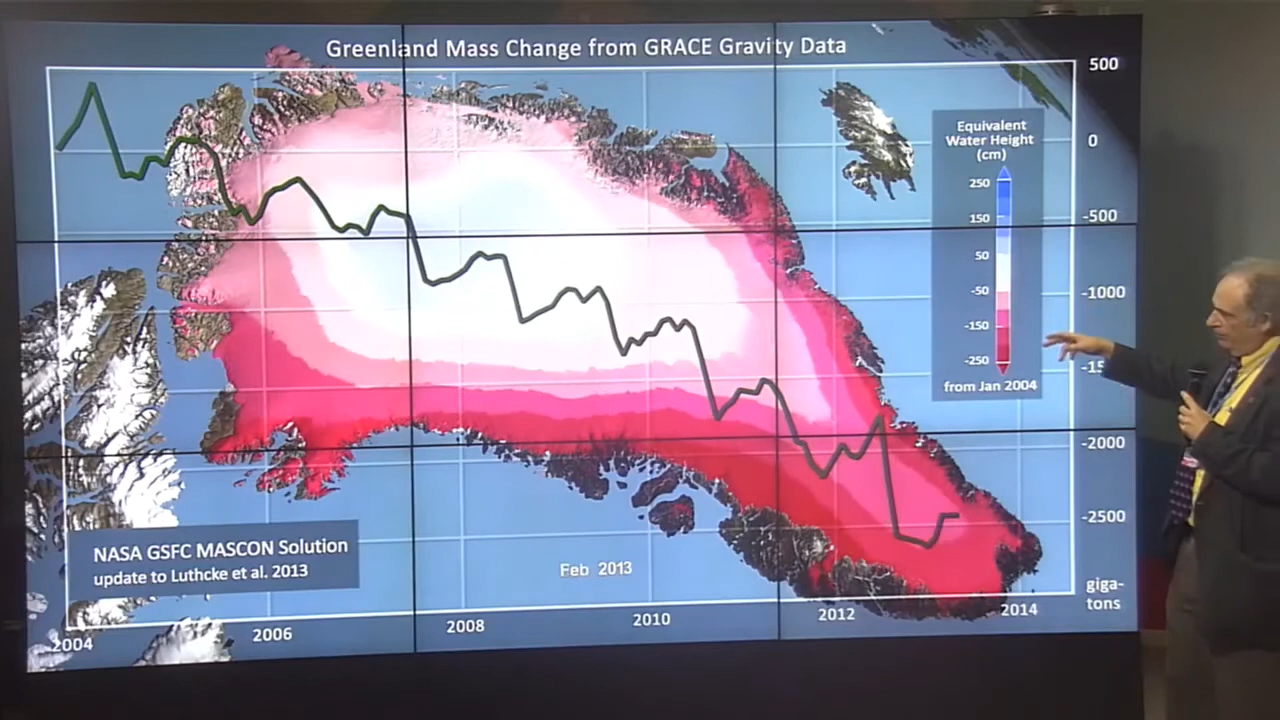 Greenland Mass Change from GRACE Gravity Data
500
0
-500
-1000
-2000
-2500
giga-
tons
Equivalent
Water Height
(cm)
250
150
50
-50
-150
-250
from Jan 2004
NASA GSFC MASCON Solution
update to Luthcke et al. 2013
Feb 2013
2004
2006
2008
2010
2012
2014